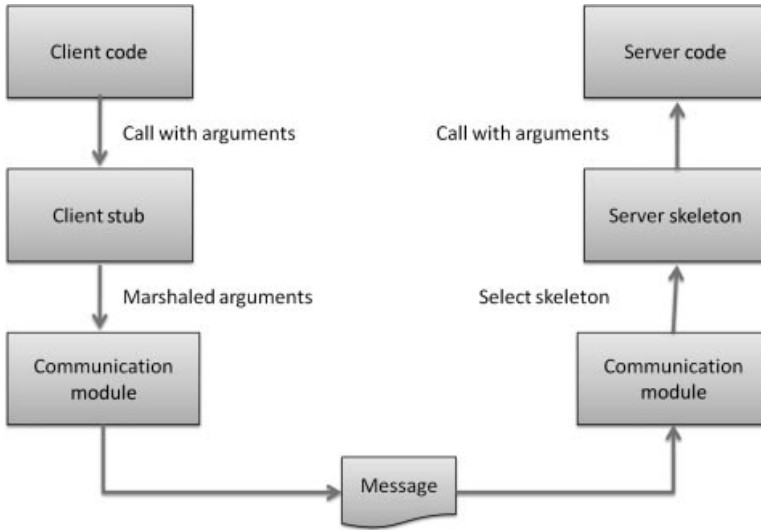 Client code
Server code
Call with arguments
Call with arguments
Client stub
Server skeleton
Marshaled arguments
Select skeleton
Communication
module
Communication
module
Message